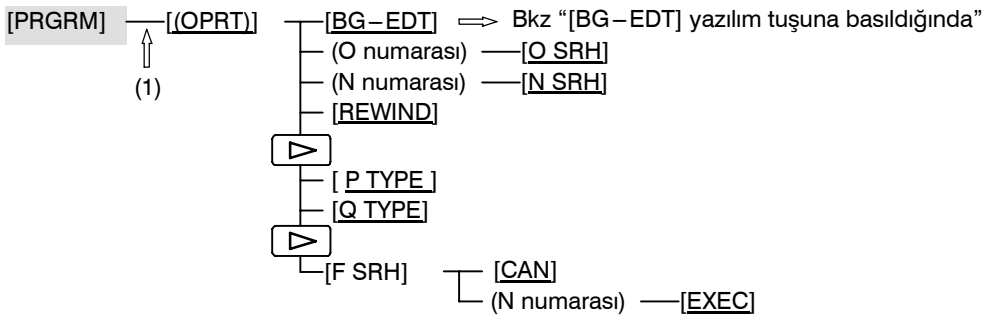 [PRGRM] [(OPRT)] [BG−EDT] Bkz “[BG−EDT] yazılım tuşuna basıldığında”
(O numarası) [O SRH]
(1) (N numarası) [N SRH]
[REWIND]
[ P TYPE ]
[Q TYPE]
[F SRH] [CAN]
(N numarası) [EXEC]